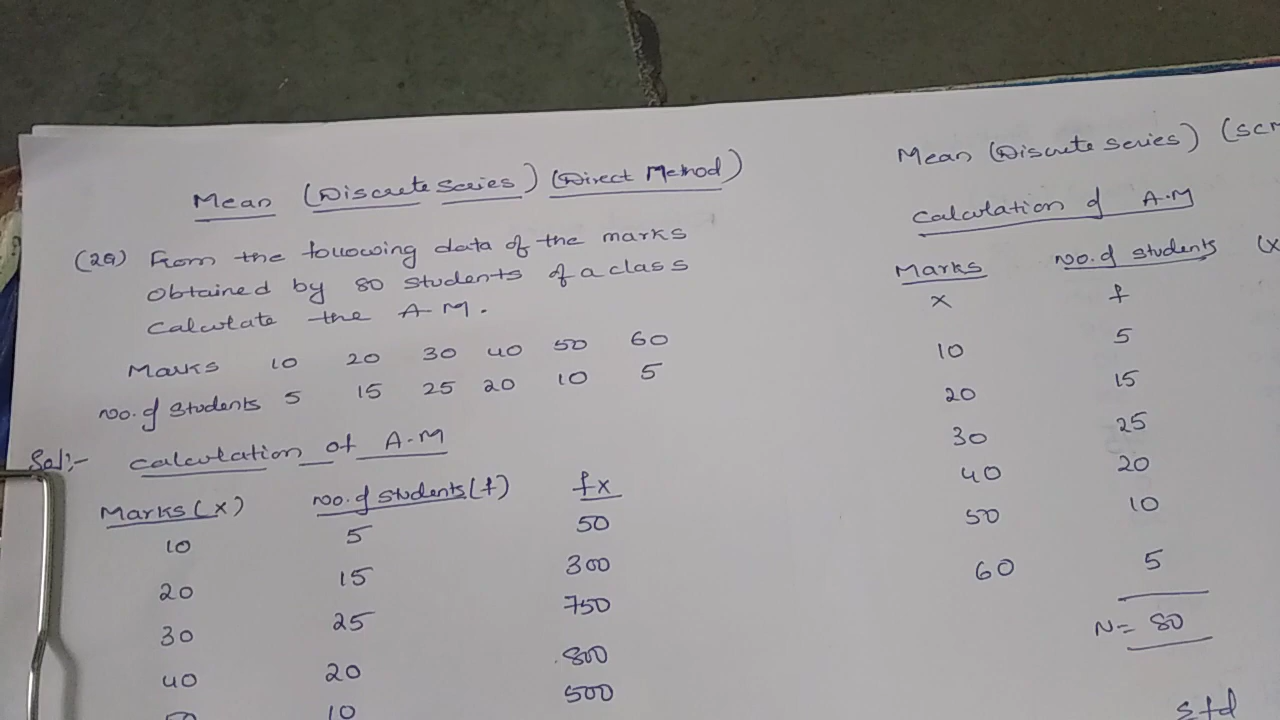 Mean (Discrete Series) (Direct Method)
(2Q) From the following data of the marks
obtained by 80 students of a class
calculate the A.M.
Marks 10 20 30 40 50 60
No. of Students 5 15 25 20 10 5
Sol:- Calculation of A.M
Marks (x) No. of students (f) fx
10 5 50
20 15 300
30 25 750
40 20 800
50 10 500
Mean (Discrete Series) (SCM
Calculation of A.M
Marks No. of students (x
x f
10 5
20 15
30 25
40 20
50 10
60 5
N= 80
Σfd